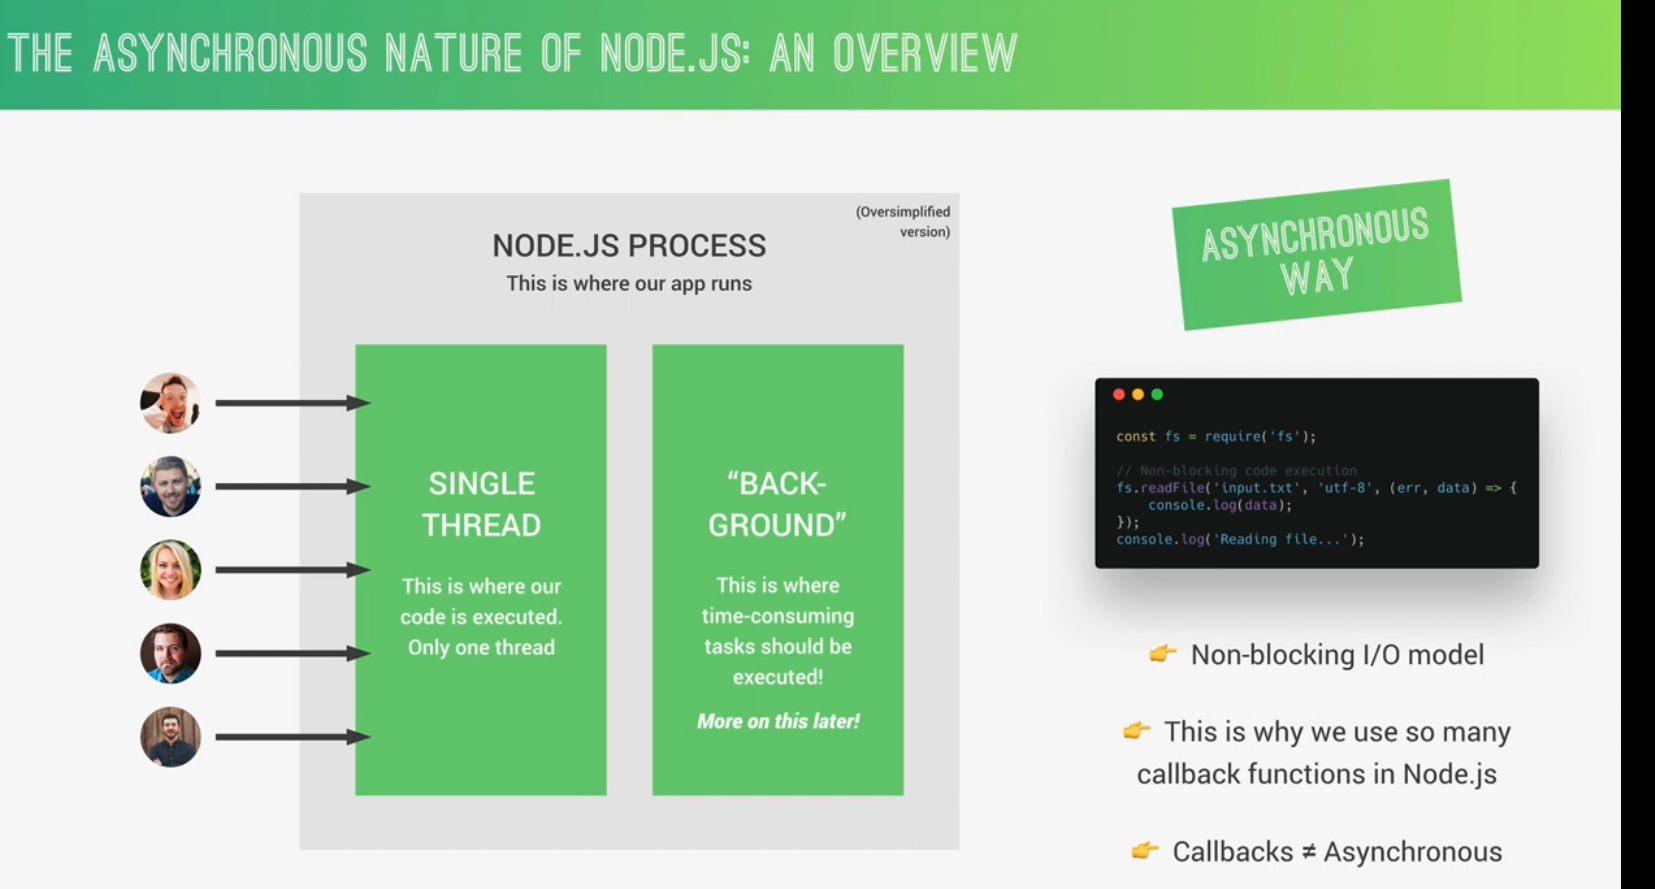 THE ASYNCHRONOUS NATURE OF NODE.JS: AN OVERVIEW
(Oversimplified
version)
NODE.JS PROCESS
This is where our app runs
SINGLE
THREAD
This is where our
code is executed.
Only one thread
“BACK-
GROUND”
This is where
time-consuming
tasks should be
executed!
More on this later!
ASYNCHRONOUS
WAY
const fs = require('fs');
// Non-blocking code execution
fs.readFile('input.txt', 'utf-8', (err, data) => {
    console.log(data);
});
console.log('Reading file...');
👉 Non-blocking I/O model
👉 This is why we use so many
callback functions in Node.js
👉 Callbacks ≠ Asynchronous